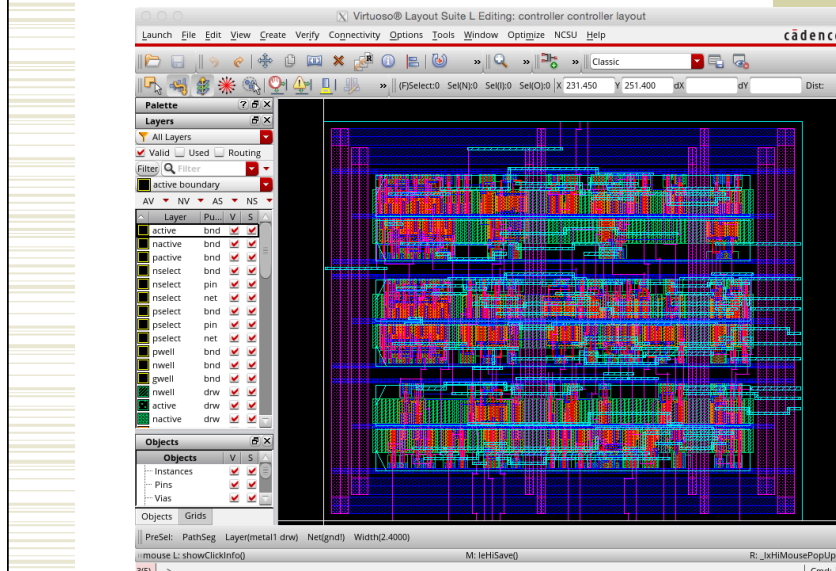 Virtuoso® Layout Suite L Editing: controller controller layout
Launch File Edit View Create Verify Connectivity Options Tools Window Optimize NCSU Help
cādence
» » » Classic
» (F)Select:0 Sel(N):0 Sel(I):0 Sel(O):0 X 231.450 Y 251.400 dX dY Dist:
Palette
Layers
All Layers
Valid Used Routing
Filter Filter
active boundary
AV NV AS NS
Layer Pu... V S
active bnd
nactive bnd
pactive bnd
nselect bnd
nselect pin
nselect net
pselect bnd
pselect pin
pselect net
pwell bnd
nwell bnd
gwell bnd
nwell drw
active drw
nactive drw
Objects
Objects V S
Instances
Pins
Vias
Objects Grids
PreSel: PathSeg Layer(metal1 drw) Net(gnd!) Width(2.4000)
mouse L: showClickInfo() M: leHiSave() R: _lxHiMousePopUp
3(5) > Cmd: